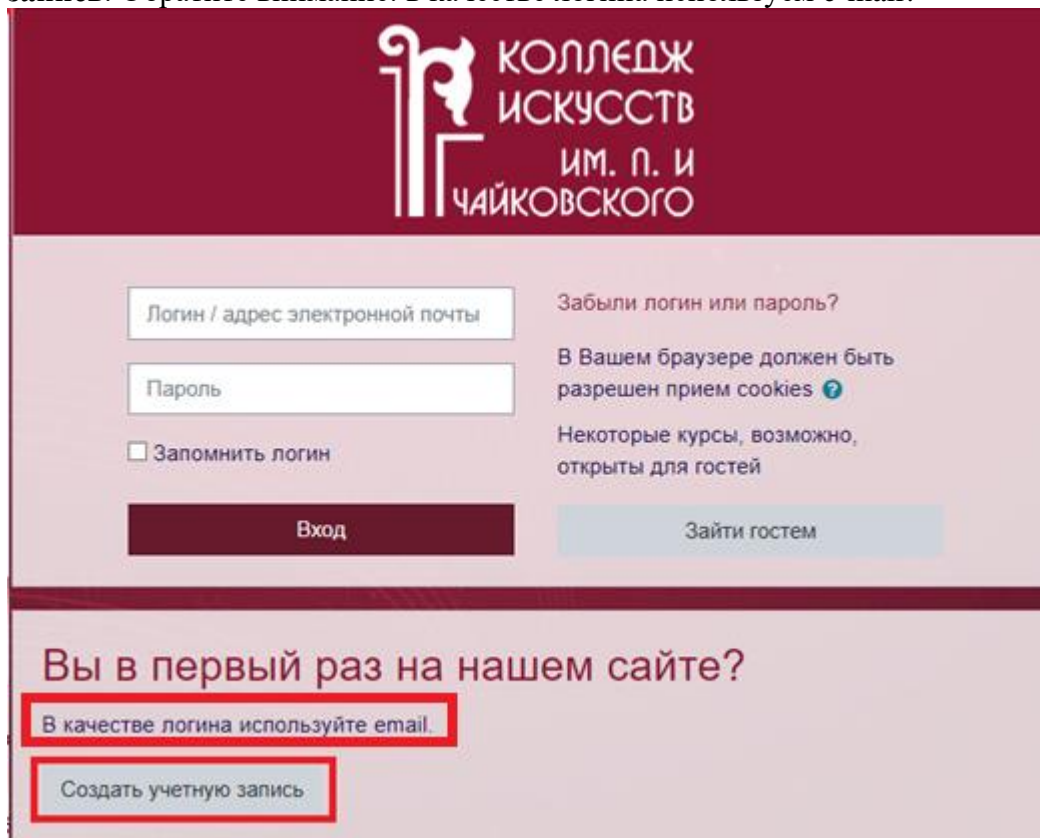 КОЛЛЕДЖ
ИСКУССТВ
ИМ. П. И
ЧАЙКОВСКОГО
Логин / адрес электронной почты
Пароль
Запомнить логин
Вход
Забыли логин или пароль?
В Вашем браузере должен быть
разрешен прием cookies
Некоторые курсы, возможно,
открыты для гостей
Зайти гостем
Вы в первый раз на нашем сайте?
В качестве логина используйте email.
Создать учетную запись